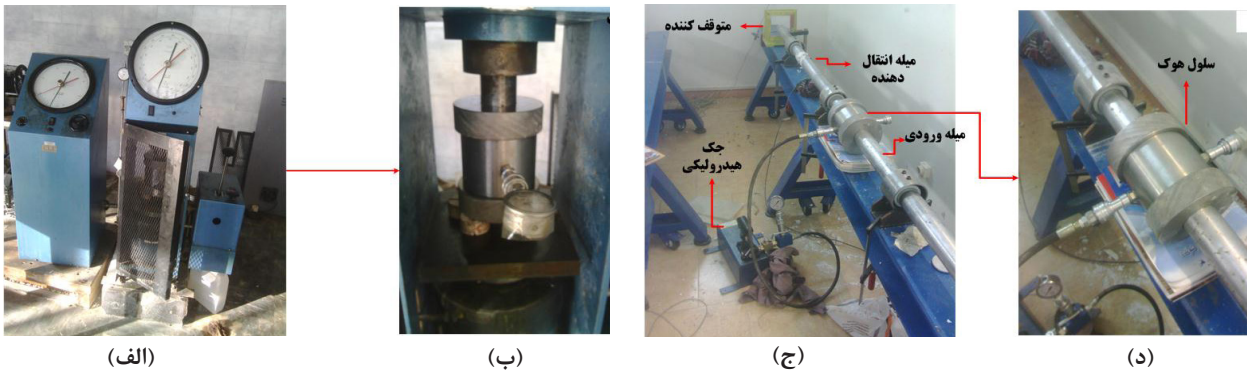 متوقف کننده
میله انتقال
دهنده
میله ورودی
جک
هیدرولیکی
سلول هوک
(الف)
(ب)
(ج)
(د)